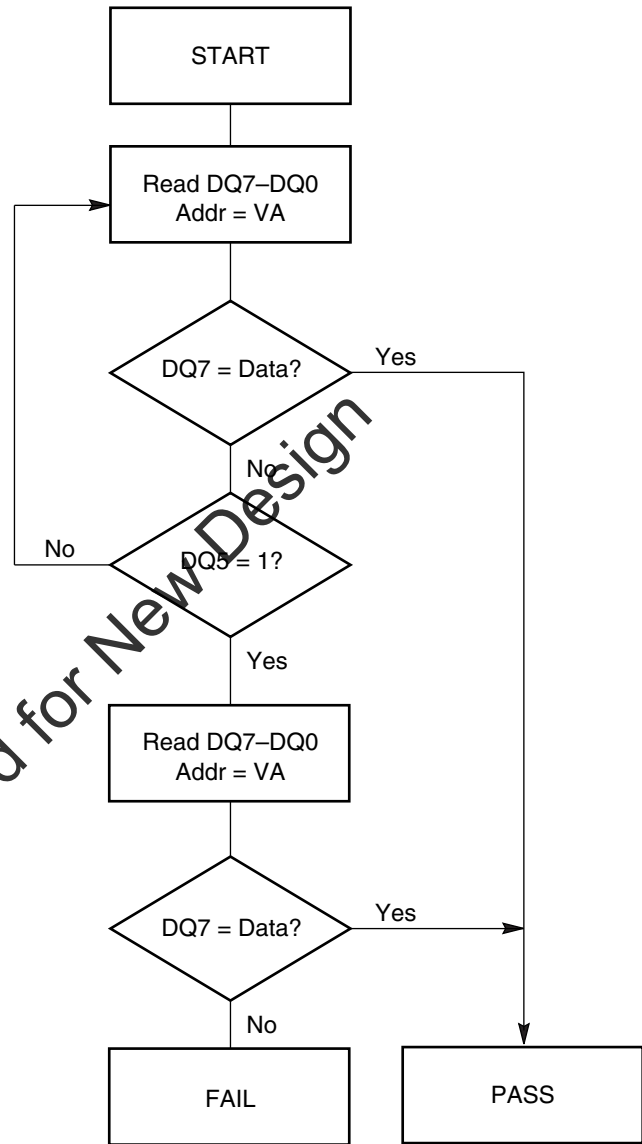 START
Read DQ7–DQ0
Addr = VA
DQ7 = Data?
Yes
No
DQ5 = 1?
No
Yes
Read DQ7–DQ0
Addr = VA
DQ7 = Data?
Yes
No
FAIL
PASS
for New Design